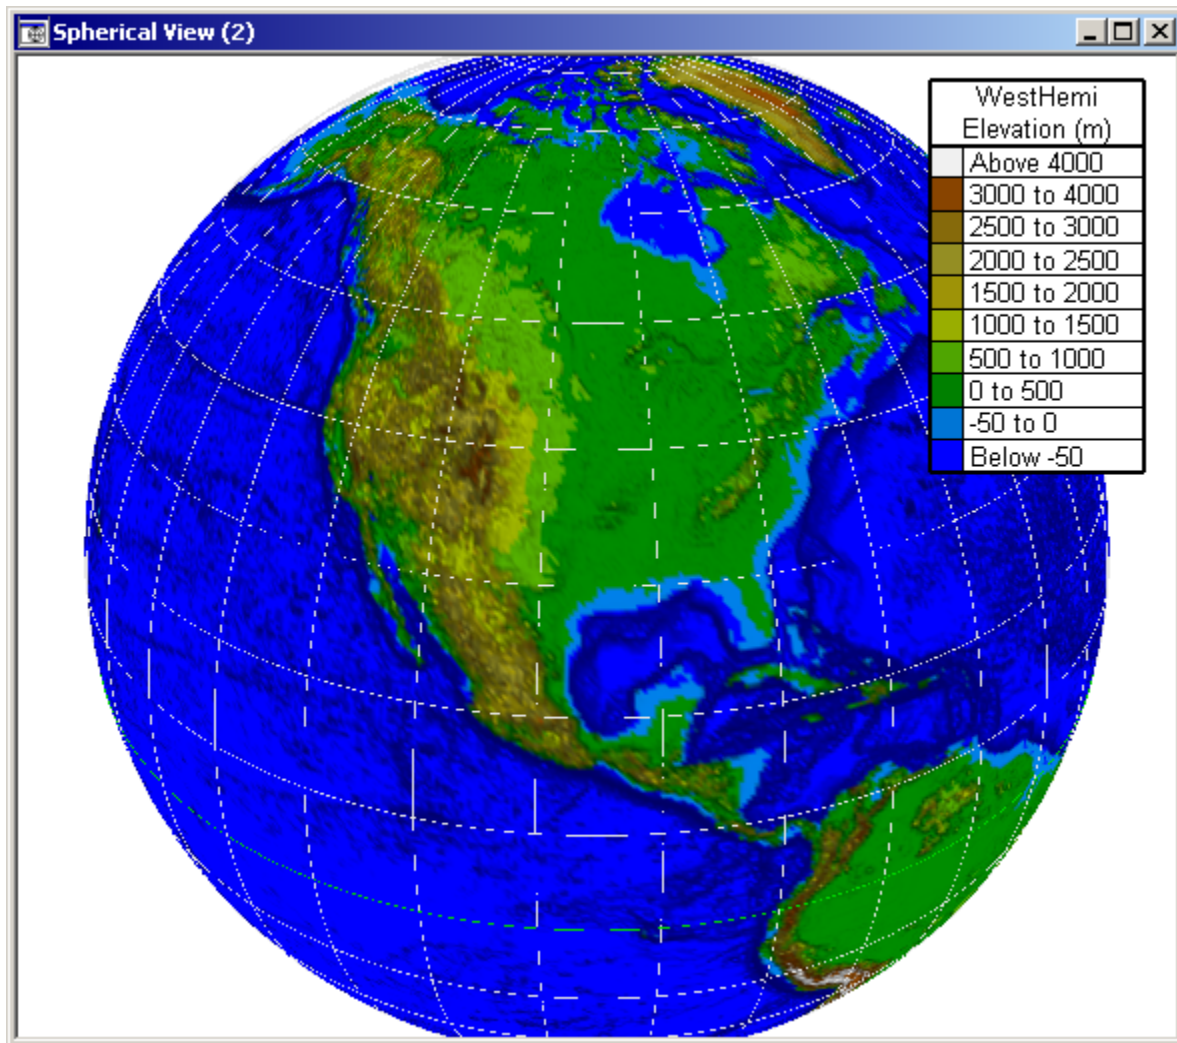 Spherical View (2)
WestHemi
Elevation (m)
Above 4000
3000 to 4000
2500 to 3000
2000 to 2500
1500 to 2000
1000 to 1500
500 to 1000
0 to 500
-50 to 0
Below -50